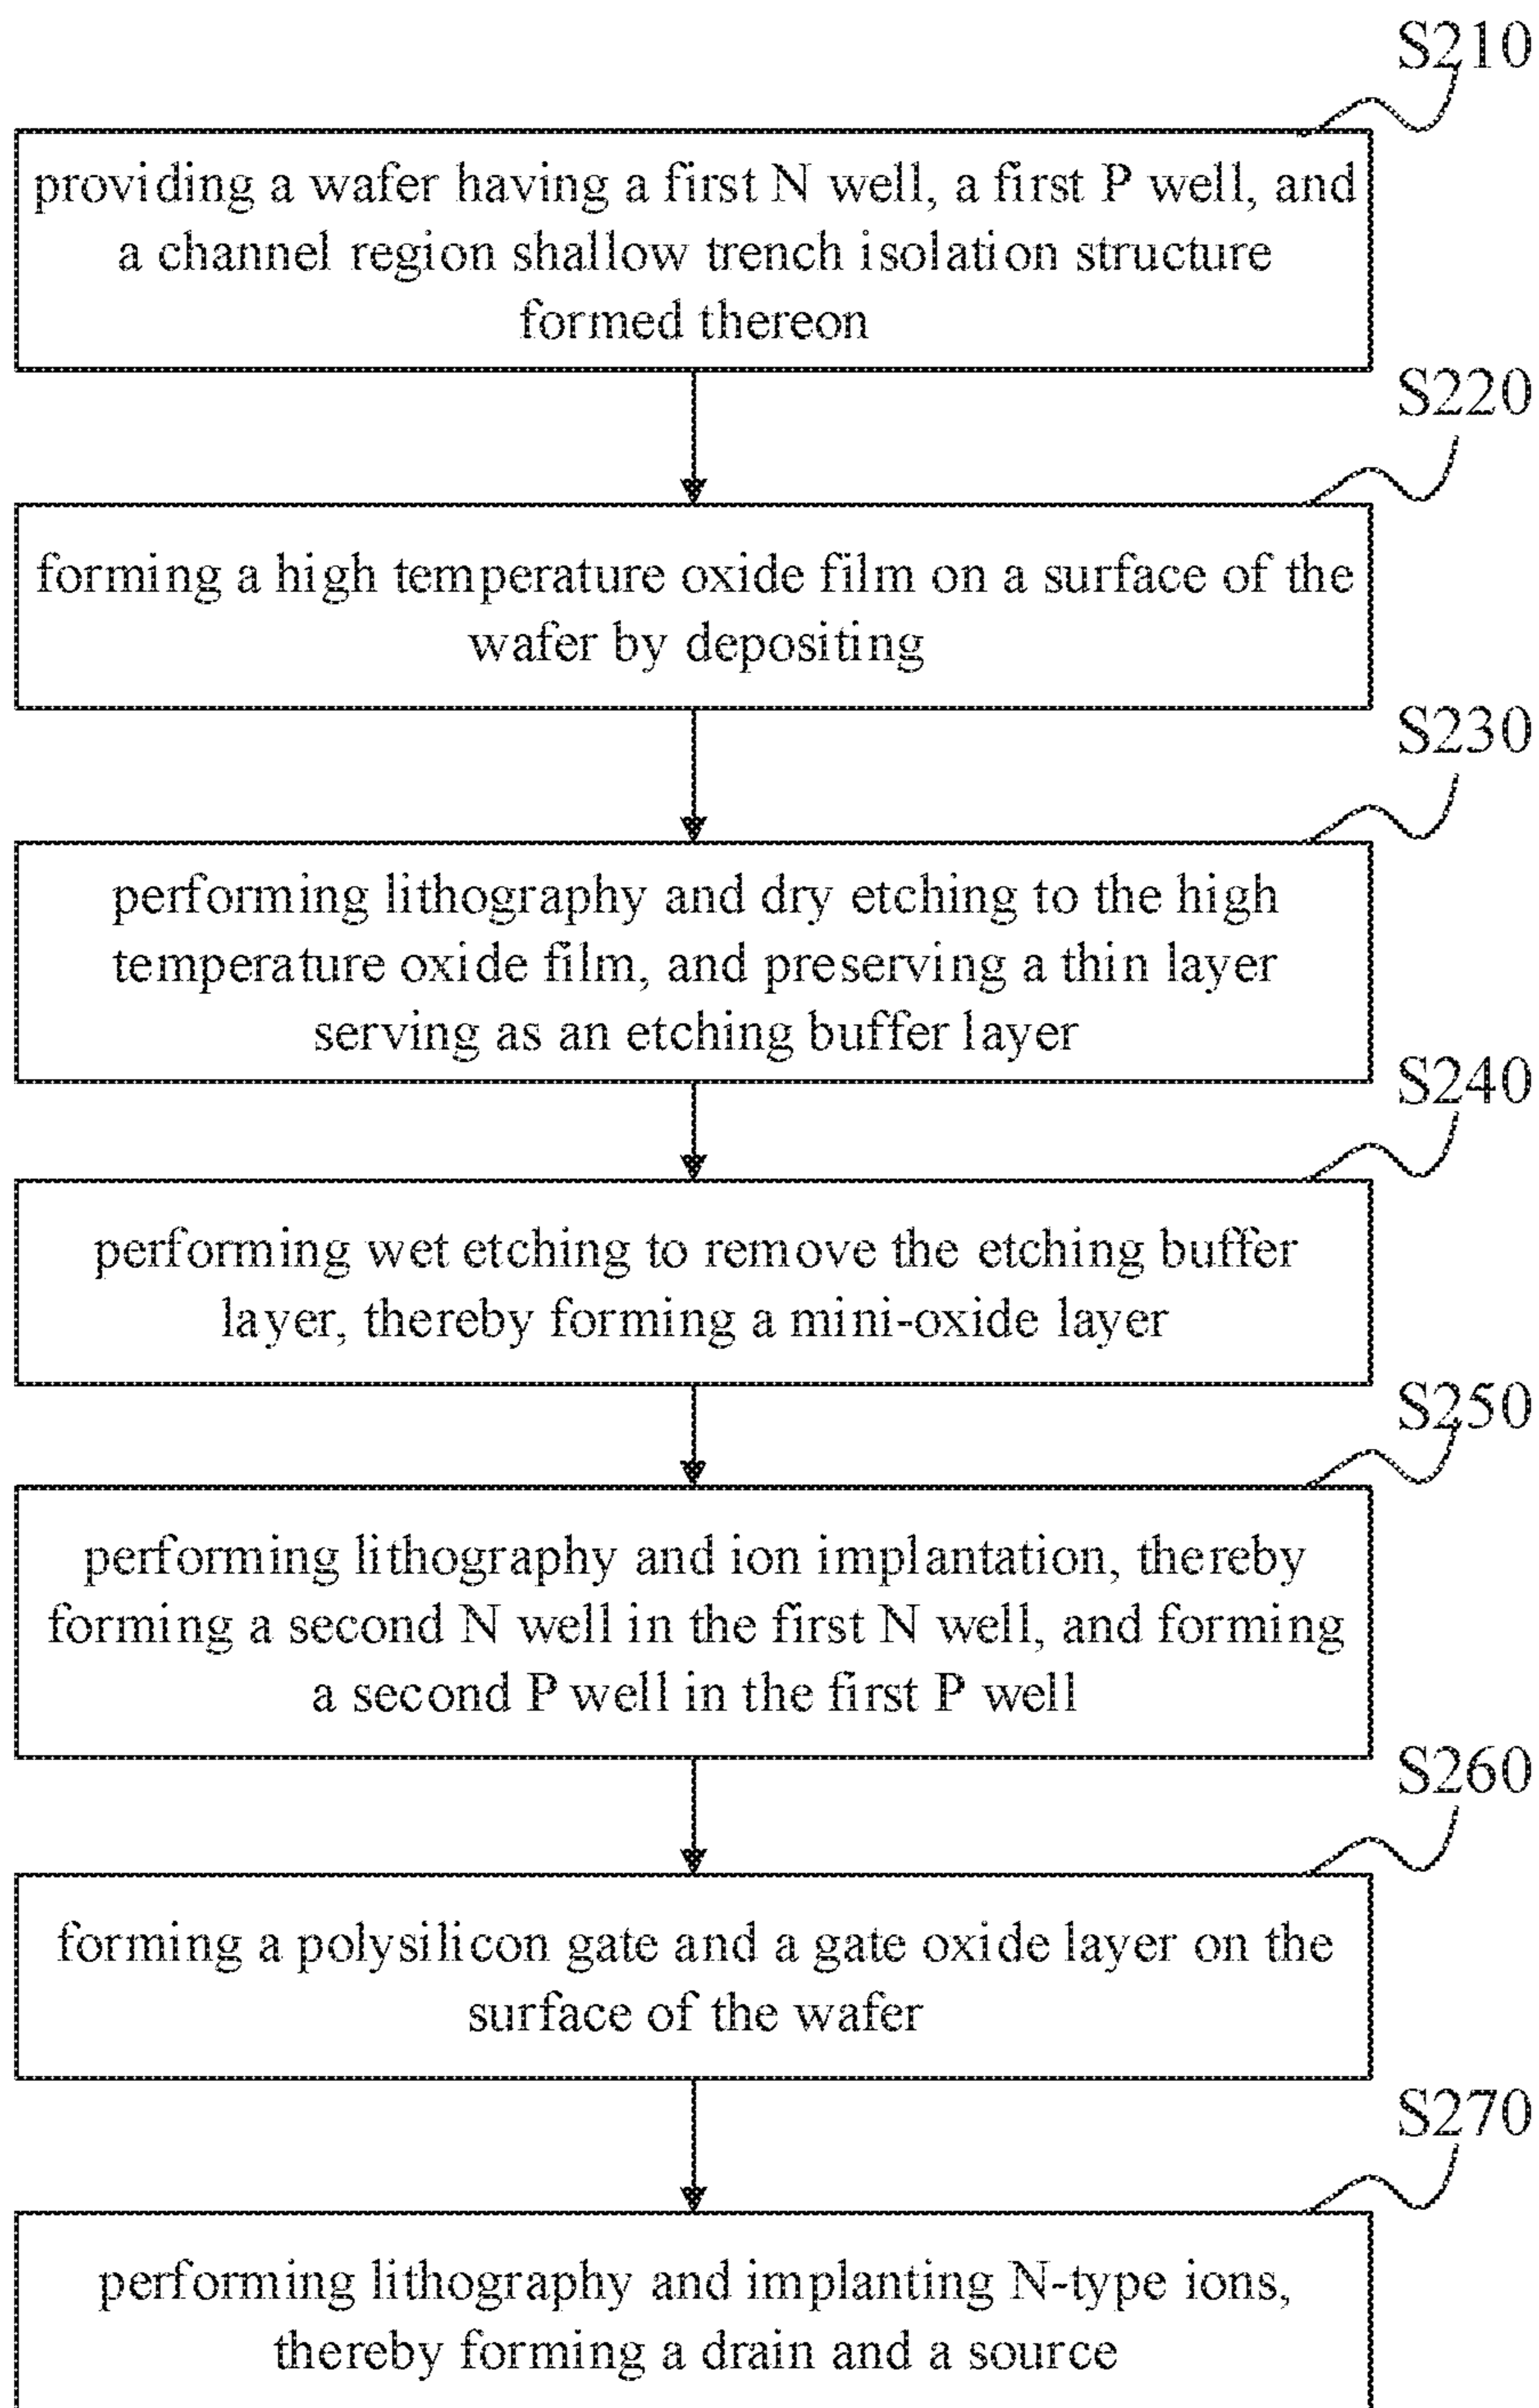 S210
providing a wafer having a first N well, a first P well, and
a channel region shallow trench isolation structure
formed thereon
S220
forming a high temperature oxide film on a surface of the
wafer by depositing
S230
performing lithography and dry etching to the high
temperature oxide film, and preserving a thin layer
serving as an etching buffer layer
S240
performing wet etching to remove the etching buffer
layer, thereby forming a mini-oxide layer
S250
performing lithography and ion implantation, thereby
forming a second N well in the first N well, and forming
a second P well in the first P well
S260
forming a polysilicon gate and a gate oxide layer on the
surface of the wafer
S270
performing lithography and implanting N-type ions,
thereby forming a drain and a source